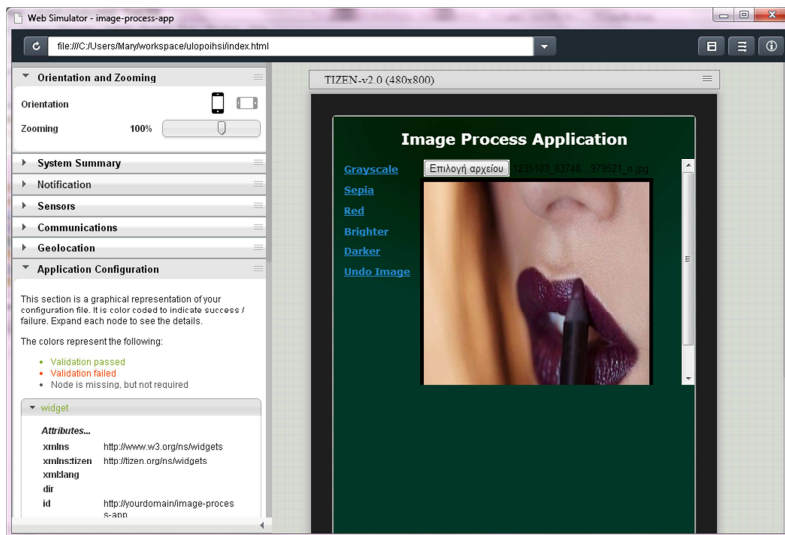 Web Simulator - image-process-app
file:///C:/Users/Mary/workspace/ulopoihsi/index.html
Orientation and Zooming
Orientation
Zooming 100%
System Summary
Notification
Sensors
Communications
Geolocation
Application Configuration
This section is a graphical representation of your
configuration file. It is color coded to indicate success /
failure. Expand each node to see the details.
The colors represent the following:
Validation passed
Validation failed
Node is missing, but not required
widget
Attributes...
xmlns http://www.w3.org/ns/widgets
xmlns:tizen http://tizen.org/ns/widgets
xml:lang
dir
id http://yourdomain/image-proces
s-app
TIZEN-v2.0 (480x800)
Image Process Application
Grayscale
Sepia
Red
Brighter
Darker
Undo Image
Επιλογή αρχείου 1235103_63748...979521_n.jpg